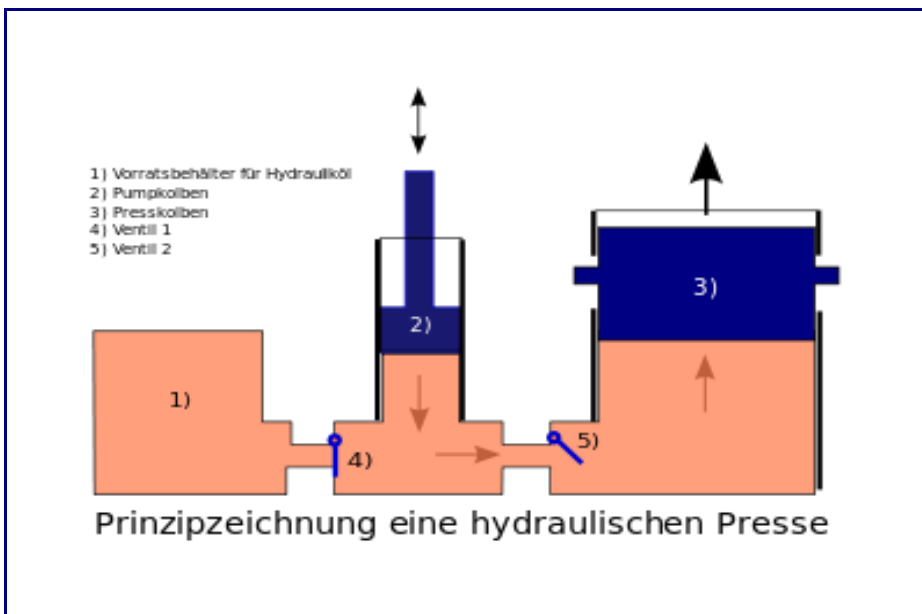 1) Vorratsbehälter für Hydrauliköl
2) Pumpkolben
3) Presskolben
4) Ventil 1
5) Ventil 2
3)
2)
1)
5)
4)
Prinzipzeichnung eine hydraulischen Presse